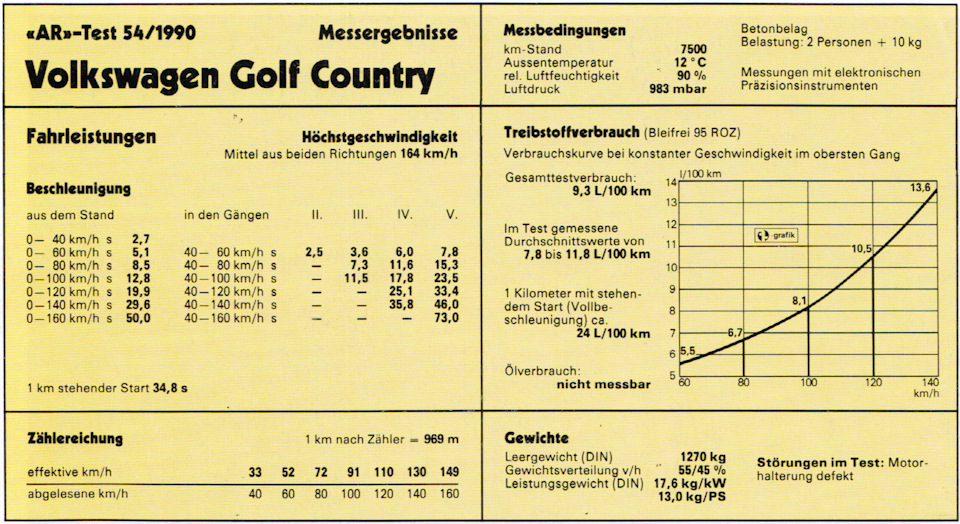 «AR»-Test 54/1990 Messergebnisse
Volkswagen Golf Country
Messbedingungen
km-Stand 7500
Aussentemperatur 12 °C
rel. Luftfeuchtigkeit 90 %
Luftdruck 983 mbar
Betonbelag
Belastung: 2 Personen + 10 kg
Messungen mit elektronischen
Präzisionsinstrumenten
Fahrleistungen Höchstgeschwindigkeit
Mittel aus beiden Richtungen 164 km/h
Beschleunigung
aus dem Stand in den Gängen II. III. IV. V.
0— 40 km/h s 2,7
0— 60 km/h s 5,1 40— 60 km/h s 2,5 3,6 6,0 7,8
0— 80 km/h s 8,5 40— 80 km/h s — 7,3 11,6 15,3
0—100 km/h s 12,8 40—100 km/h s — 11,5 17,8 23,5
0—120 km/h s 19,9 40—120 km/h s — — 25,1 33,4
0—140 km/h s 29,6 40—140 km/h s — — 35,8 46,0
0—160 km/h s 50,0 40—160 km/h s — — — 73,0
1 km stehender Start 34,8 s
Treibstoffverbrauch (Bleifrei 95 ROZ)
Verbrauchskurve bei konstanter Geschwindigkeit im obersten Gang
Gesamttestverbrauch:
9,3 L/100 km
Im Test gemessene
Durchschnittswerte von
7,8 bis 11,8 L/100 km
1 Kilometer mit stehen-
dem Start (Vollbe-
schleunigung) ca.
24 L/100 km
Ölverbrauch:
nicht messbar
l/100 km
14
13,6
13
12
-grafik
11
10,5
10
9
8,1
8
7
6,7
6
5,5
5
60 80 100 120 140
km/h
Zählereichung 1 km nach Zähler = 969 m
effektive km/h 33 52 72 91 110 130 149
abgelesene km/h 40 60 80 100 120 140 160
Gewichte
Leergewicht (DIN) 1270 kg
Gewichtsverteilung v/h 55/45 %
Leistungsgewicht (DIN) 17,6 kg/kW
13,0 kg/PS
Störungen im Test: Motor-
halterung defekt